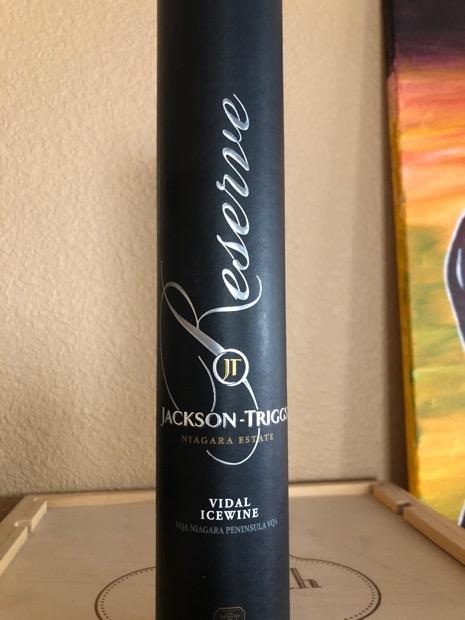 Reserve
JT
JACKSON-TRIGGS
NIAGARA ESTATE
VIDAL
ICEWINE
VQA NIAGARA PENINSULA VQA